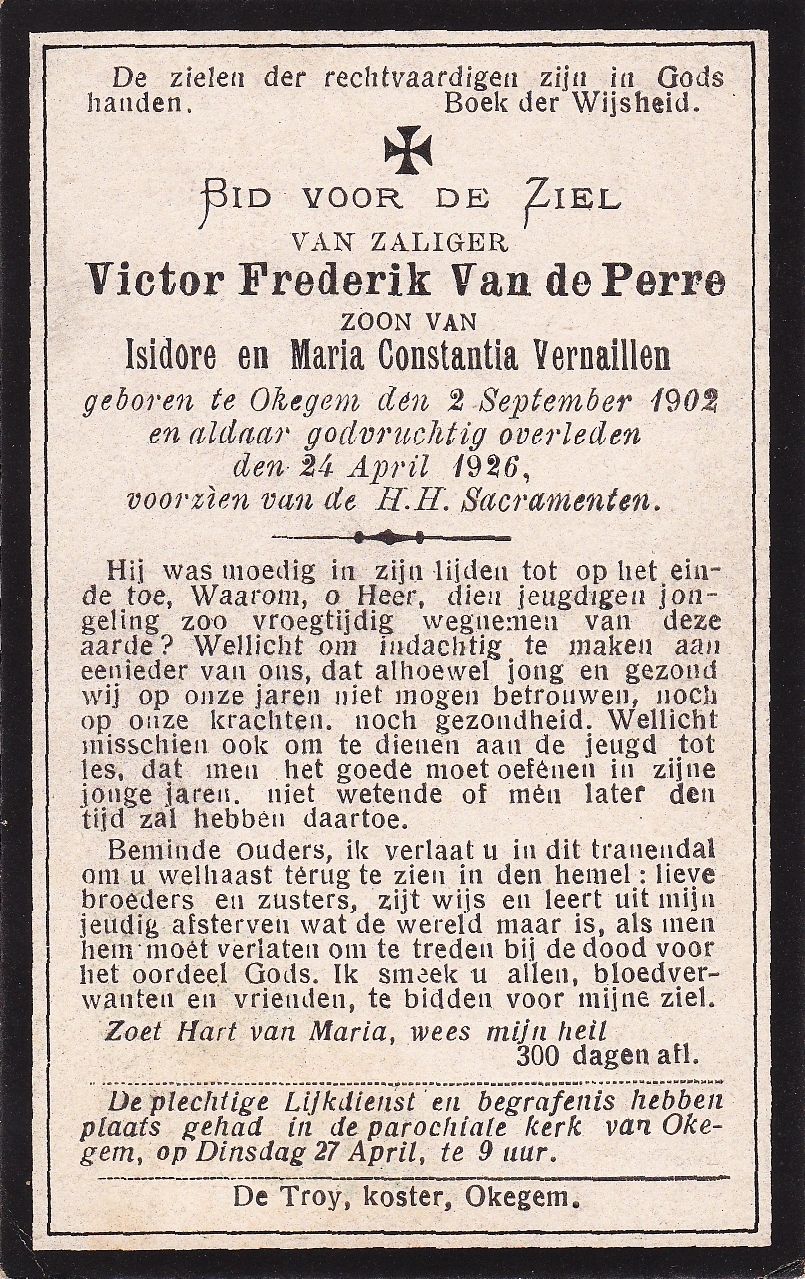 De zielen der rechtvaardigen zijn in Gods
handen. Boek der Wijsheid.
BID VOOR DE ZIEL
VAN ZALIGER
Victor Frederik Van de Perre
ZOON VAN
Isidore en Maria Constantia Vernaillen
geboren te Okegem den 2 September 1902
en aldaar godvruchtig overleden
den 24 April 1926,
voorzien van de H.H. Sacramenten.
Hij was moedig in zijn lijden tot op het ein-
de toe, Waarom, o Heer, dien jeugdigen jon-
geling zoo vroegtijdig wegnemen van deze
aarde? Wellicht om indachtig te maken aan
eenieder van ons, dat alhoewel jong en gezond
wij op onze jaren niet mogen betrouwen, noch
op onze krachten. noch gezondheid. Wellicht
misschien ook om te dienen aan de jeugd tot
les, dat men het goede moet oefénen in zijne
jonge jaren. niet wetende of mén later den
tijd zal hebben daartoe.
Beminde ouders, ik verlaat u in dit tranendal
om u welhaast térug te zien in den hemel : lieve
broeders en zusters, zijt wijs en leert uit mijn
jeudig afsterven wat de wereld maar is, als men
hem moét verlaten om te treden bij de dood voor
het oordeel Gods. Ik smeek u allen, bloedver-
wanten en vrienden, te bidden voor mijne ziel.
Zoet Hart van Maria, wees mijn heil
300 dagen afl.
De plechtige Lijkdienst en begrafenis hebben
plaats gehad in de parochiale kerk van Oke-
gem, op Dinsdag 27 April, te 9 uur.
De Troy, koster, Okegem.